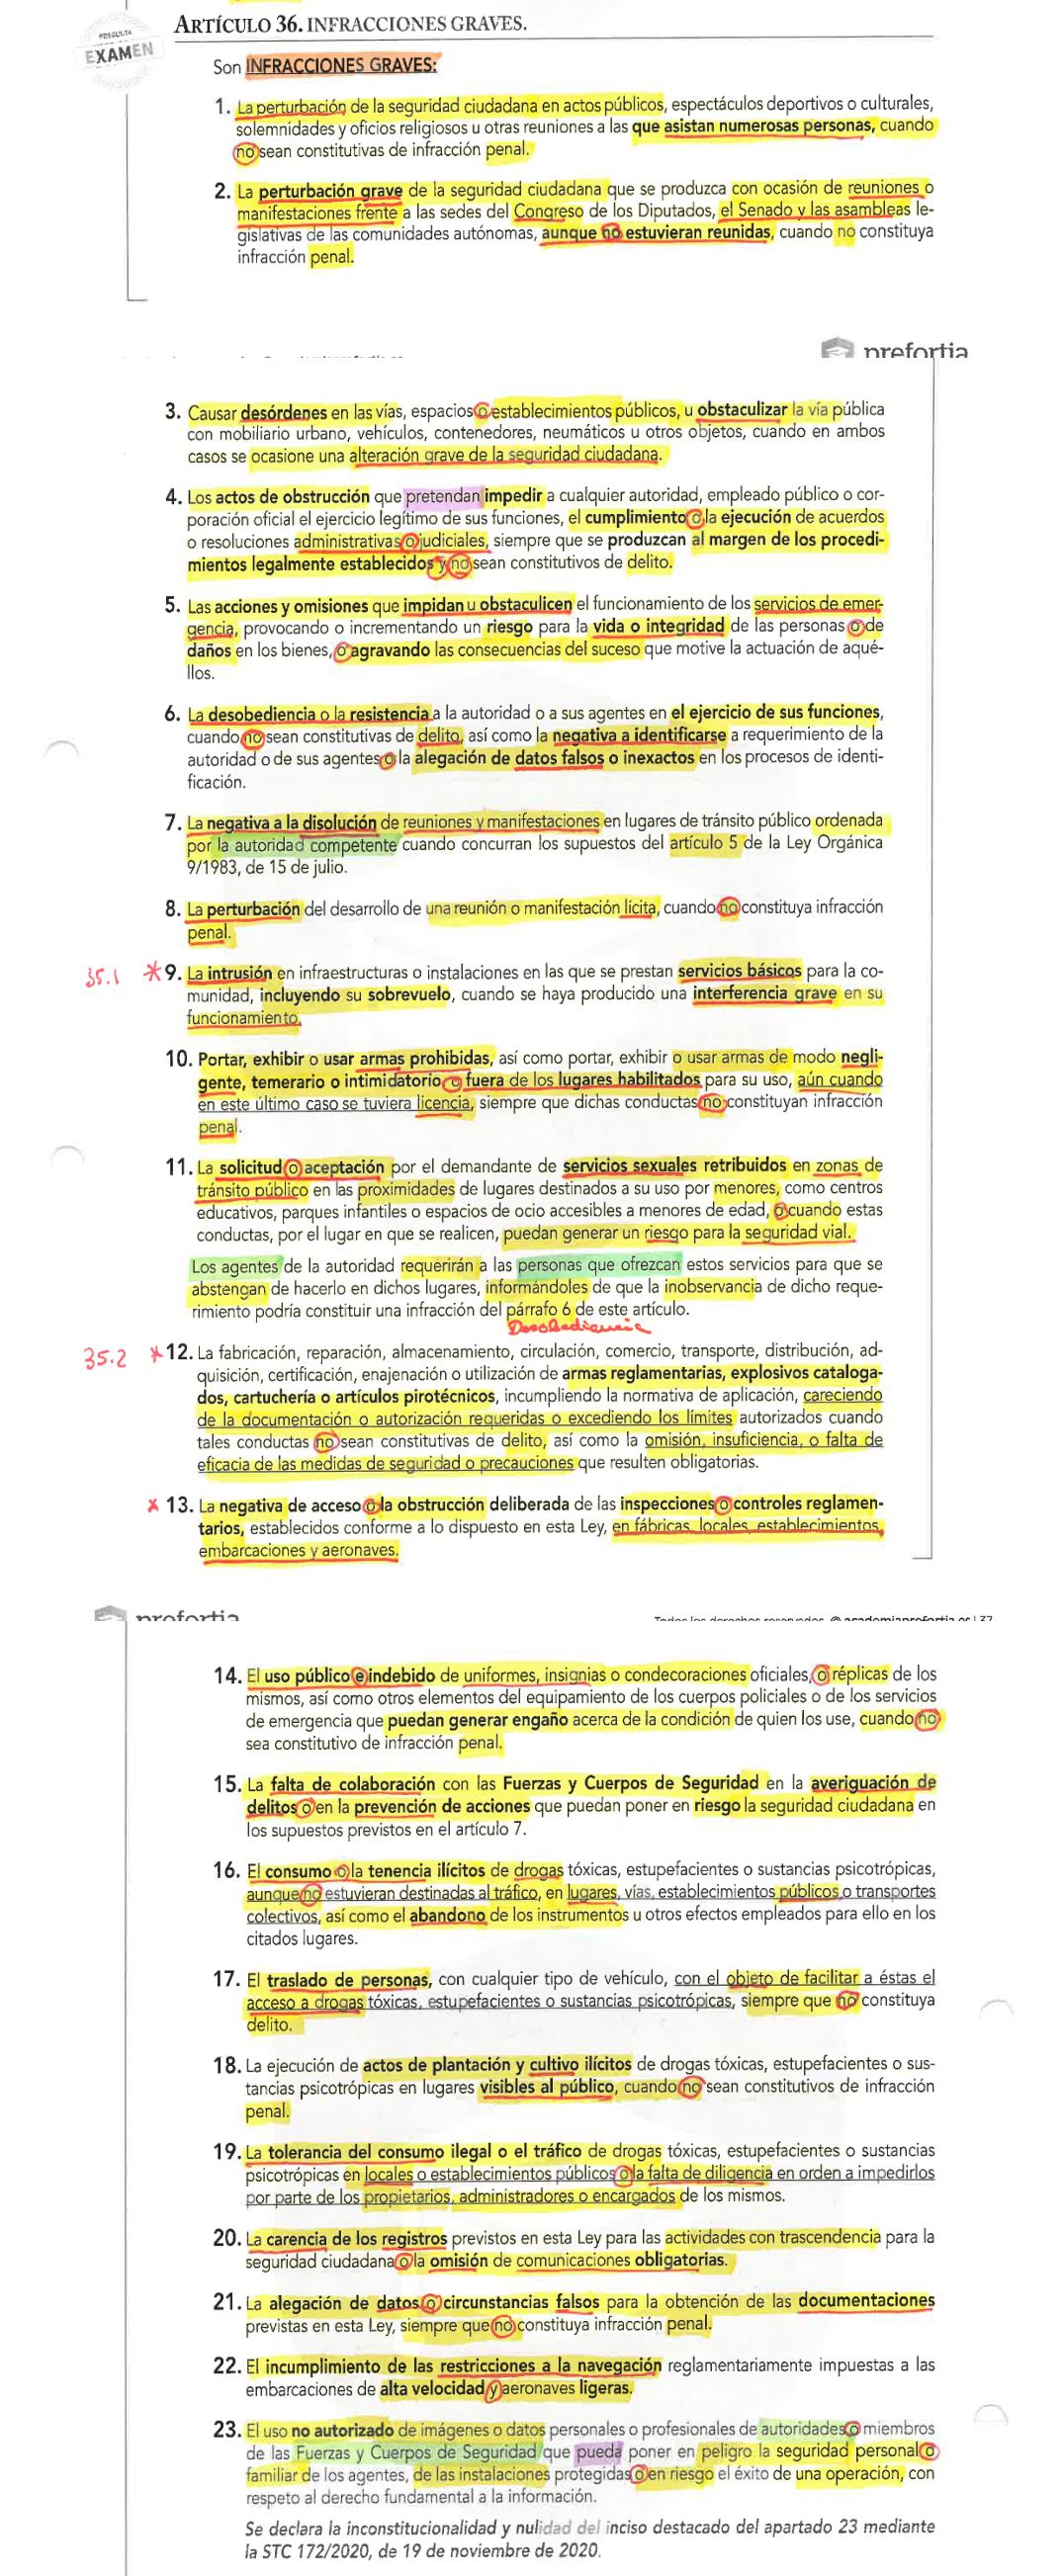 PREGUNTA
EXAMEN
ARTÍCULO 36. INFRACCIONES GRAVES.
Son INFRACCIONES GRAVES:
1. La perturbación de la seguridad ciudadana en actos públicos, espectáculos deportivos o culturales,
solemnidades y oficios religiosos u otras reuniones a las que asistan numerosas personas, cuando
no sean constitutivas de infracción penal.
2. La perturbación grave de la seguridad ciudadana que se produzca con ocasión de reuniones o
manifestaciones frente a las sedes del Congreso de los Diputados, el Senado y las asambleas le-
gislativas de las comunidades autónomas, aunque no estuvieran reunidas, cuando no constituya
infracción penal.
prefortia
3. Causar desórdenes en las vías, espacios o establecimientos públicos, u obstaculizar la vía pública
con mobiliario urbano, vehículos, contenedores, neumáticos u otros objetos, cuando en ambos
casos se ocasione una alteración grave de la seguridad ciudadana.
4. Los actos de obstrucción que pretendan impedir a cualquier autoridad, empleado público o cor-
poración oficial el ejercicio legítimo de sus funciones, el cumplimiento o la ejecución de acuerdos
o resoluciones administrativas o judiciales, siempre que se produzcan al margen de los procedi-
mientos legalmente establecidos y no sean constitutivos de delito.
5. Las acciones y omisiones que impidan u obstaculicen el funcionamiento de los servicios de emer-
gencia, provocando o incrementando un riesgo para la vida o integridad de las personas o de
daños en los bienes, o agravando las consecuencias del suceso que motive la actuación de aqué-
llos.
6. La desobediencia o la resistencia a la autoridad o a sus agentes en el ejercicio de sus funciones,
cuando no sean constitutivas de delito, así como la negativa a identificarse a requerimiento de la
autoridad o de sus agentes o la alegación de datos falsos o inexactos en los procesos de identi-
ficación.
7. La negativa a la disolución de reuniones y manifestaciones en lugares de tránsito público ordenada
por la autoridad competente cuando concurran los supuestos del artículo 5 de la Ley Orgánica
9/1983, de 15 de julio.
8. La perturbación del desarrollo de una reunión o manifestación lícita, cuando no constituya infracción
penal.
35.1 *9. La intrusión en infraestructuras o instalaciones en las que se prestan servicios básicos para la co-
munidad, incluyendo su sobrevuelo, cuando se haya producido una interferencia grave en su
funcionamiento.
10. Portar, exhibir o usar armas prohibidas, así como portar, exhibir o usar armas de modo negli-
gente, temerario o intimidatorio o fuera de los lugares habilitados para su uso, aún cuando
en este último caso se tuviera licencia, siempre que dichas conductas no constituyan infracción
penal.
11. La solicitud o aceptación por el demandante de servicios sexuales retribuidos en zonas de
tránsito público en las proximidades de lugares destinados a su uso por menores, como centros
educativos, parques infantiles o espacios de ocio accesibles a menores de edad, o cuando estas
conductas, por el lugar en que se realicen, puedan generar un riesgo para la seguridad vial.
Los agentes de la autoridad requerirán a las personas que ofrezcan estos servicios para que se
abstengan de hacerlo en dichos lugares, informándoles de que la inobservancia de dicho reque-
rimiento podría constituir una infracción del párrafo 6 de este artículo.
Desobediencia
35.2 *12. La fabricación, reparación, almacenamiento, circulación, comercio, transporte, distribución, ad-
quisición, certificación, enajenación o utilización de armas reglamentarias, explosivos cataloga-
dos, cartuchería o artículos pirotécnicos, incumpliendo la normativa de aplicación, careciendo
de la documentación o autorización requeridas o excediendo los límites autorizados cuando
tales conductas no sean constitutivas de delito, así como la omisión, insuficiencia, o falta de
eficacia de las medidas de seguridad o precauciones que resulten obligatorias.
* 13. La negativa de acceso o la obstrucción deliberada de las inspecciones o controles reglamen-
tarios, establecidos conforme a lo dispuesto en esta Ley, en fábricas, locales, establecimientos,
embarcaciones y aeronaves.
prefortia
Todos los derechos reservados. © academiaprefortia.es | 37
14. El uso público e indebido de uniformes, insignias o condecoraciones oficiales, o réplicas de los
mismos, así como otros elementos del equipamiento de los cuerpos policiales o de los servicios
de emergencia que puedan generar engaño acerca de la condición de quien los use, cuando no
sea constitutivo de infracción penal.
15. La falta de colaboración con las Fuerzas y Cuerpos de Seguridad en la averiguación de
delitos o en la prevención de acciones que puedan poner en riesgo la seguridad ciudadana en
los supuestos previstos en el artículo 7.
16. El consumo o la tenencia ilícitos de drogas tóxicas, estupefacientes o sustancias psicotrópicas,
aunque no estuvieran destinadas al tráfico, en lugares, vías, establecimientos públicos o transportes
colectivos, así como el abandono de los instrumentos u otros efectos empleados para ello en los
citados lugares.
17. El traslado de personas, con cualquier tipo de vehículo, con el objeto de facilitar a éstas el
acceso a drogas tóxicas, estupefacientes o sustancias psicotrópicas, siempre que no constituya
delito.
18. La ejecución de actos de plantación y cultivo ilícitos de drogas tóxicas, estupefacientes o sus-
tancias psicotrópicas en lugares visibles al público, cuando no sean constitutivos de infracción
penal.
19. La tolerancia del consumo ilegal o el tráfico de drogas tóxicas, estupefacientes o sustancias
psicotrópicas en locales o establecimientos públicos o la falta de diligencia en orden a impedirlos
por parte de los propietarios, administradores o encargados de los mismos.
20. La carencia de los registros previstos en esta Ley para las actividades con trascendencia para la
seguridad ciudadana o la omisión de comunicaciones obligatorias.
21. La alegación de datos o circunstancias falsos para la obtención de las documentaciones
previstas en esta Ley, siempre que no constituya infracción penal.
22. El incumplimiento de las restricciones a la navegación reglamentariamente impuestas a las
embarcaciones de alta velocidad y aeronaves ligeras.
23. El uso no autorizado de imágenes o datos personales o profesionales de autoridades o miembros
de las Fuerzas y Cuerpos de Seguridad que pueda poner en peligro la seguridad personal o
familiar de los agentes, de las instalaciones protegidas o en riesgo el éxito de una operación, con
respeto al derecho fundamental a la información.
Se declara la inconstitucionalidad y nulidad del inciso destacado del apartado 23 mediante
la STC 172/2020, de 19 de noviembre de 2020.